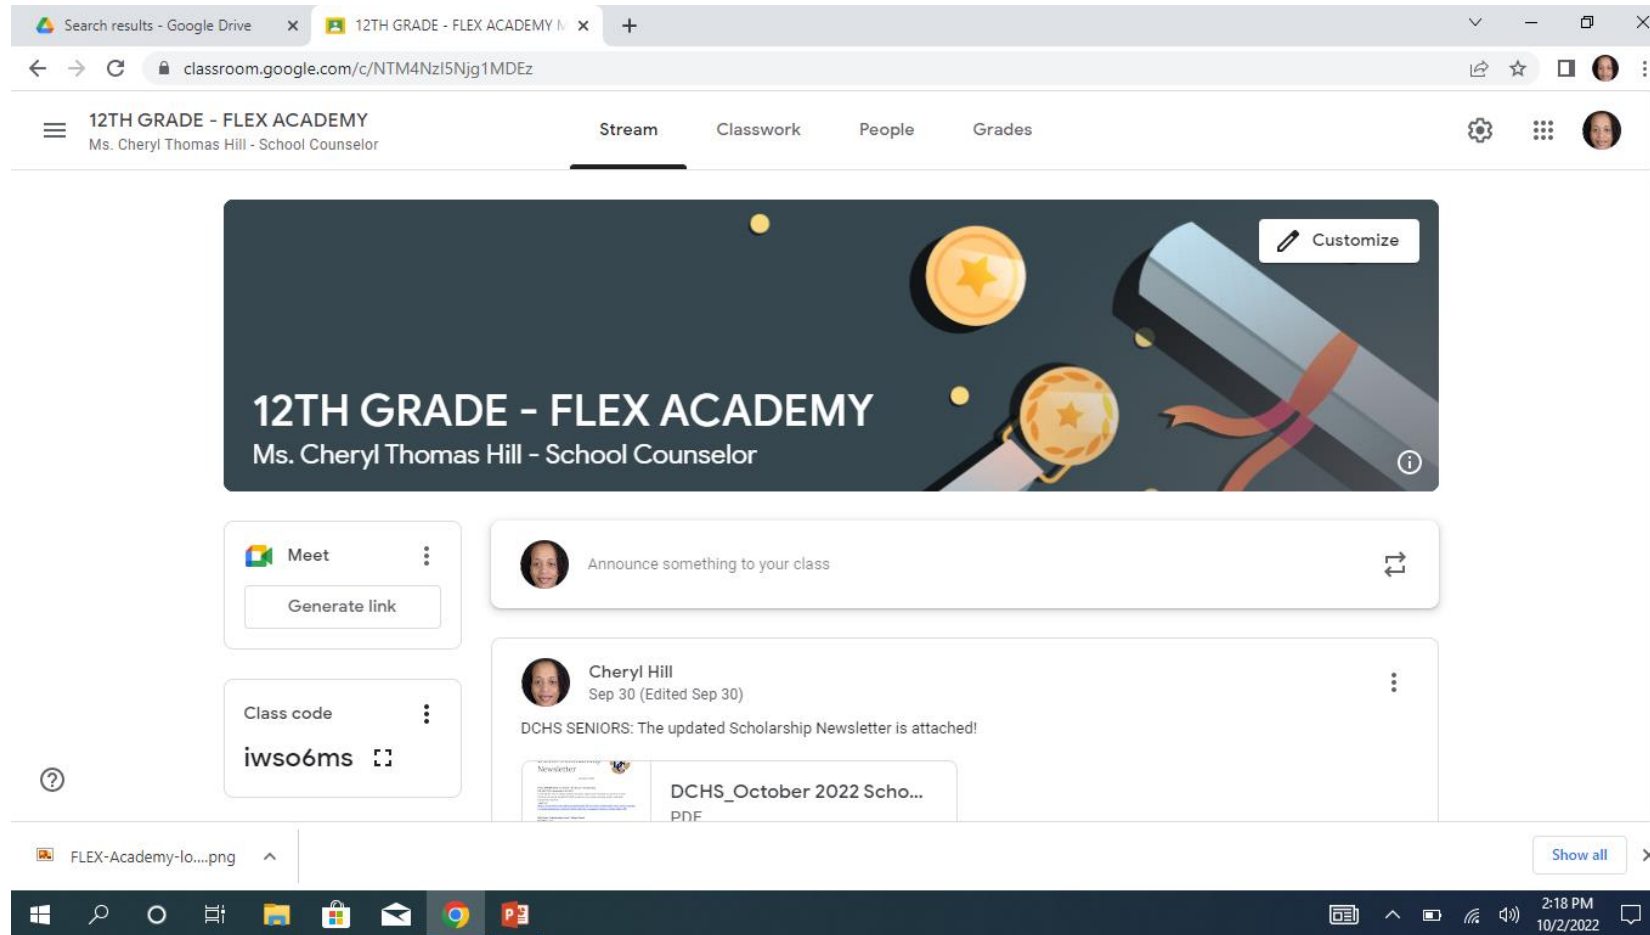 Search results - Google Drive
12TH GRADE - FLEX ACADEMY M
classroom.google.com/c/NTM4NzI5Njg1MDEz
12TH GRADE - FLEX ACADEMY
Ms. Cheryl Thomas Hill - School Counselor
Stream Classwork People Grades
Customize
12TH GRADE - FLEX ACADEMY
Ms. Cheryl Thomas Hill - School Counselor
Meet
Generate link
Announce something to your class
Class code
iwso6ms
Cheryl Hill
Sep 30 (Edited Sep 30)
DCHS SENIORS: The updated Scholarship Newsletter is attached!
Newsletter
DCHS_October 2022 Scho...
PDF
FLEX-Academy-lo....png
Show all
2:18 PM
10/2/2022